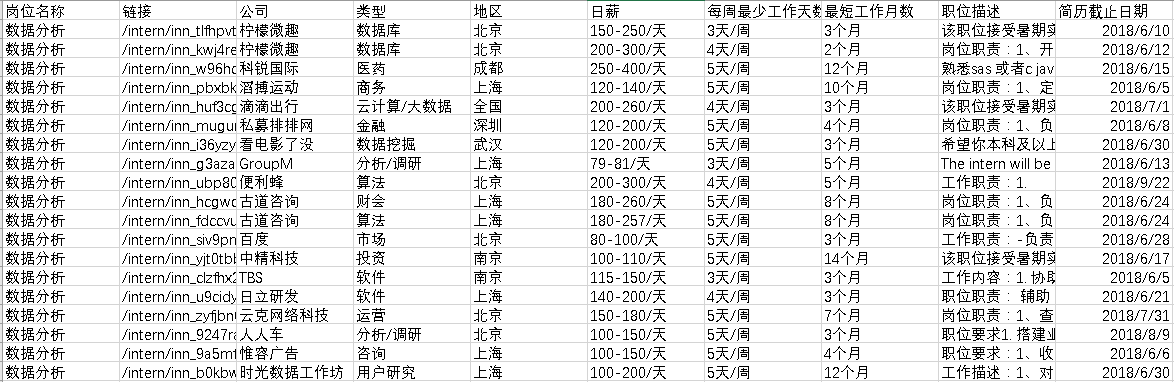 岗位名称 链接 公司 类型 地区 日薪 每周最少工作天数 最短工作月数 职位描述 简历截止日期
数据分析 /intern/inn_tlfhpvt 柠檬微趣 数据库 北京 150-250/天 3天/周 3个月 该职位接受暑期实 2018/6/10
数据分析 /intern/inn_kwj4re 柠檬微趣 数据库 北京 200-300/天 4天/周 2个月 岗位职责：1、开 2018/6/12
数据分析 /intern/inn_w96hc 科锐国际 医药 成都 250-400/天 5天/周 12个月 熟悉sas 或者c jav 2018/6/15
数据分析 /intern/inn_pbxbk 滔搏运动 商务 上海 120-140/天 5天/周 10个月 岗位职责：1、定 2018/6/5
数据分析 /intern/inn_huf3cg 滴滴出行 云计算/大数据 全国 200-260/天 4天/周 3个月 该职位接受暑期实 2018/7/1
数据分析 /intern/inn_mugur 私募排排网 金融 深圳 120-200/天 5天/周 4个月 岗位职责：1、负 2018/6/8
数据分析 /intern/inn_i36yzy 看电影了没 数据挖掘 武汉 120-200/天 5天/周 3个月 希望你本科及以上 2018/6/30
数据分析 /intern/inn_g3aza GroupM 分析/调研 上海 79-81/天 3天/周 5个月 The intern will be 2018/6/13
数据分析 /intern/inn_ubp80 便利蜂 算法 北京 200-300/天 4天/周 5个月 工作职责：1. 2018/9/22
数据分析 /intern/inn_hcgwc 古道咨询 财会 上海 180-260/天 5天/周 8个月 岗位职责：1、负 2018/6/24
数据分析 /intern/inn_fdccvu 古道咨询 算法 上海 180-257/天 5天/周 8个月 岗位职责：1、负 2018/6/24
数据分析 /intern/inn_siv9pn 百度 市场 北京 80-100/天 5天/周 3个月 工作职责：-负责 2018/6/28
数据分析 /intern/inn_yjt0tbl 中精科技 投资 南京 100-110/天 5天/周 14个月 该职位接受暑期实 2018/6/17
数据分析 /intern/inn_clzfhx2 TBS 软件 南京 115-150/天 3天/周 3个月 工作内容：1. 协助 2018/6/5
数据分析 /intern/inn_u9cidy 日立研发 软件 上海 140-200/天 4天/周 3个月 职位职责： 辅助 2018/6/21
数据分析 /intern/inn_zyfjbn 云克网络科技 运营 北京 150-180/天 5天/周 7个月 岗位职责：1、查 2018/7/31
数据分析 /intern/inn_9247ra 人人车 分析/调研 北京 100-150/天 5天/周 3个月 职位要求1. 搭建业 2018/8/9
数据分析 /intern/inn_9a5mf 惟容广告 咨询 上海 100-150/天 5天/周 4个月 职位要求：1、收 2018/6/6
数据分析 /intern/inn_b0kbw 时光数据工作坊 用户研究 上海 100-200/天 5天/周 12个月 工作描述：1、对 2018/6/30